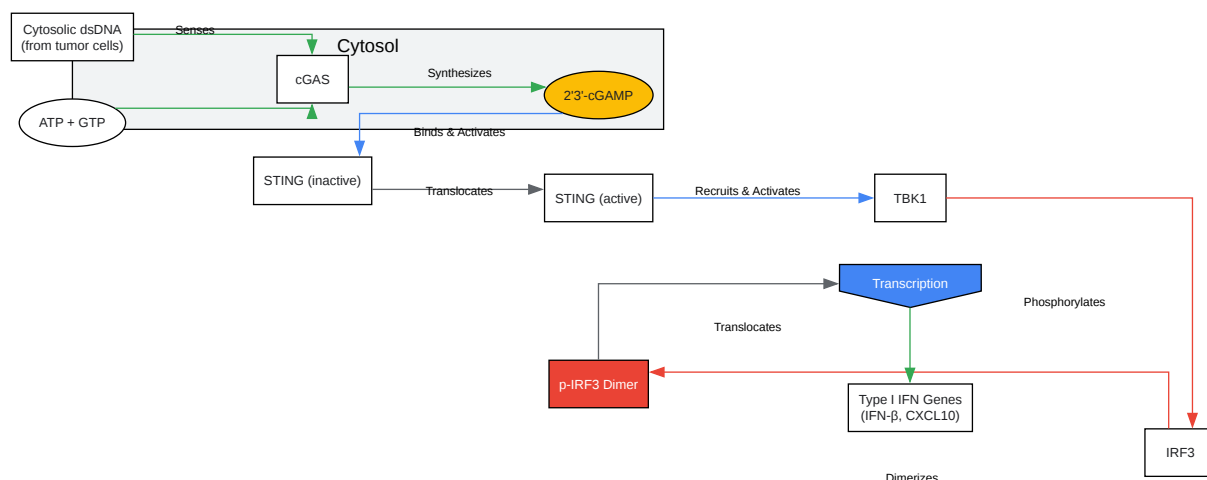 Cytosolic dsDNA
(from tumor cells)
Senses
Cytosol
cGAS
Synthesizes
2'3'-cGAMP
ATP + GTP
Binds & Activates
STING (inactive)
Translocates
STING (active)
Recruits & Activates
TBK1
Transcription
Phosphorylates
Translocates
p-IRF3 Dimer
Type I IFN Genes
(IFN-β, CXCL10)
IRF3
Dimerizes